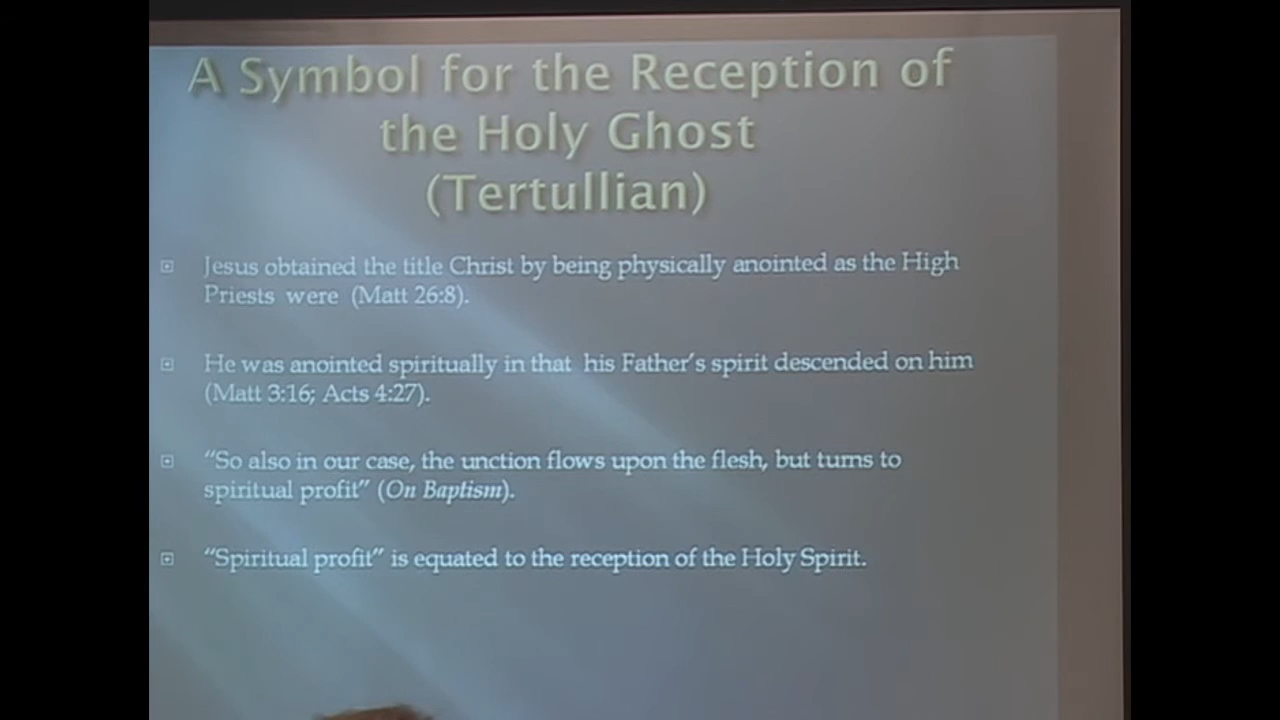 A Symbol for the Reception of
the Holy Ghost
(Tertullian)
Jesus obtained the title Christ by being physically anointed as the High
Priests were (Matt 26:8).
He was anointed spiritually in that his Father's spirit descended on him
(Matt 3:16; Acts 4:27).
"So also in our case, the unction flows upon the flesh, but turns to
spiritual profit" (On Baptism).
"Spiritual profit" is equated to the reception of the Holy Spirit.